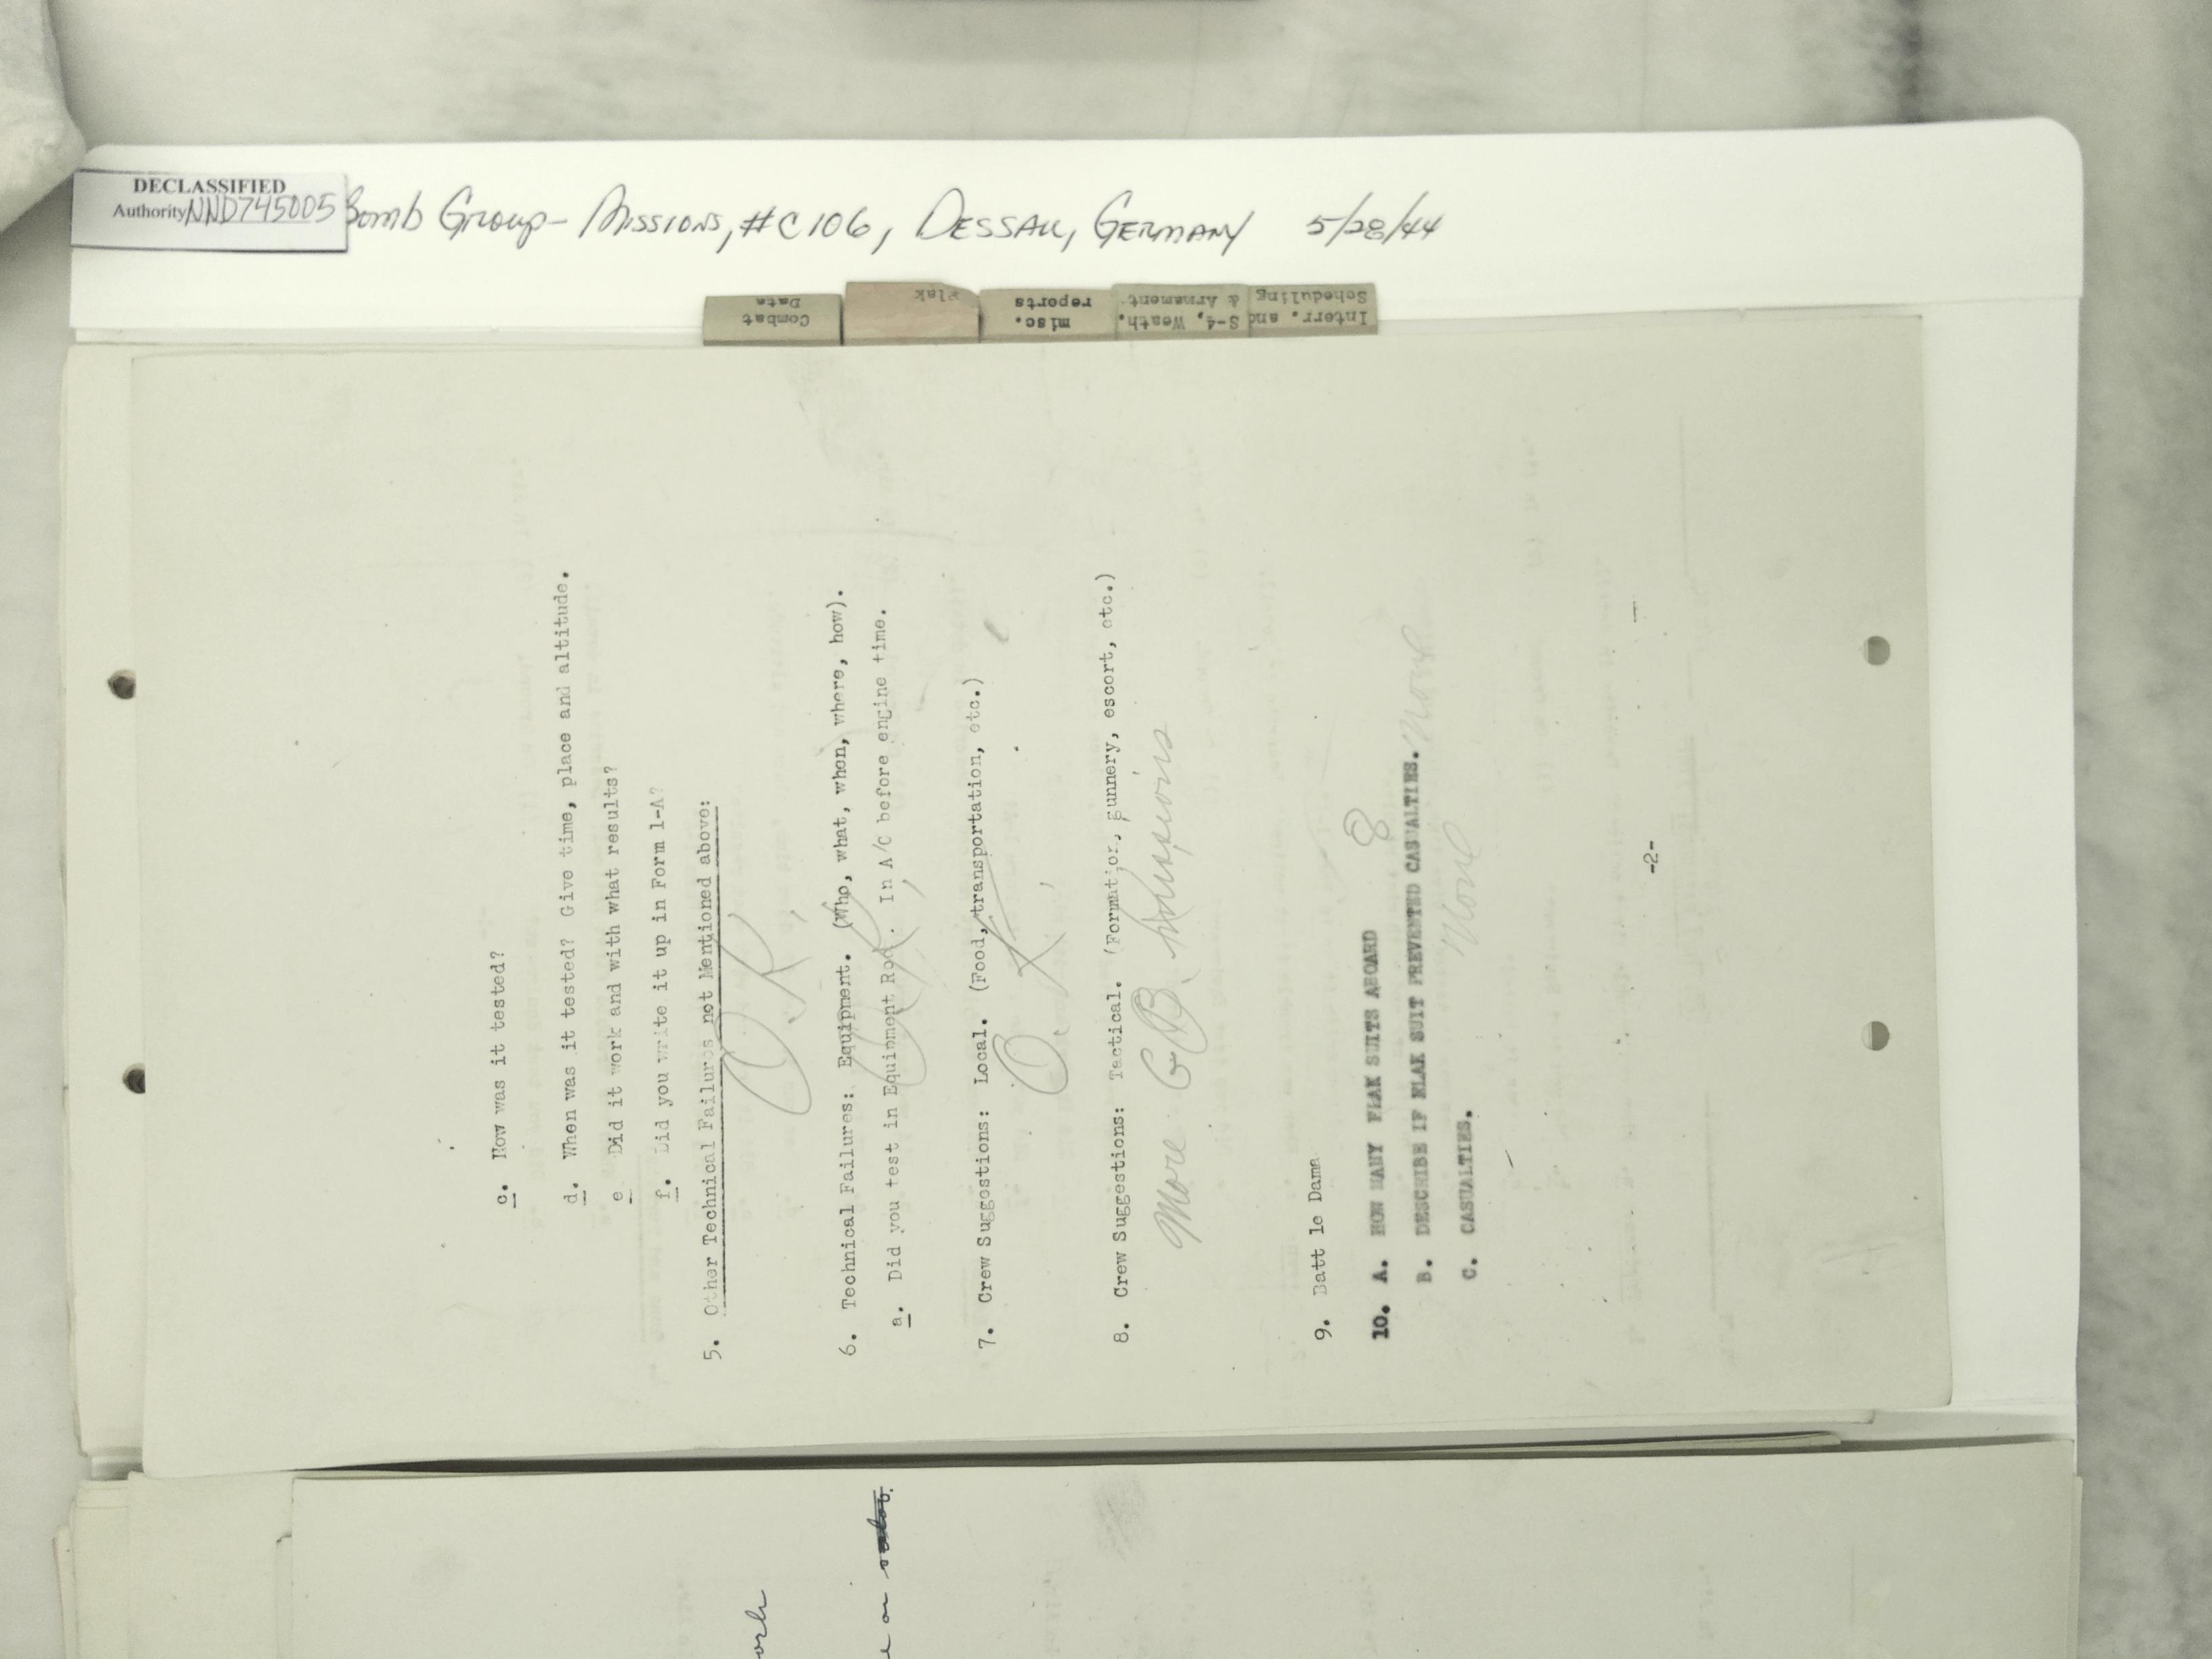 DECLASSIFIED
Authority NND745005
Bomb Group - Missions, #C106, DESSAU, GERMANY 5/28/44
Combat
Data
Flak
misc.
reports
S-4, Weath.
& Armament
Interr. and
Scheduling
c. How was it tested?
d. When was it tested? Give time, place and altitude.
e. Did it work and with what results?
f. Did you write it up in Form 1-A?
5. Other Technical Failures not Mentioned above:
O.K.
6. Technical Failures: Equipment. (Who, what, when, where, how).
a. Did you test in Equipment Rod. In A/C before engine time.
O.K.
7. Crew Suggestions: Local. (Food, transportation, etc.)
O.K.
8. Crew Suggestions: Tactical. (Formation, gunnery, escort, etc.)
More G.B. Missions
9. Batt le Dama
10. A. HOW MANY FLAK SUITS ABOARD 8
B. DESCRIBE IF FLAK SUIT PREVENTED CASUALTIES. None
C. CASUALTIES. None
-2-